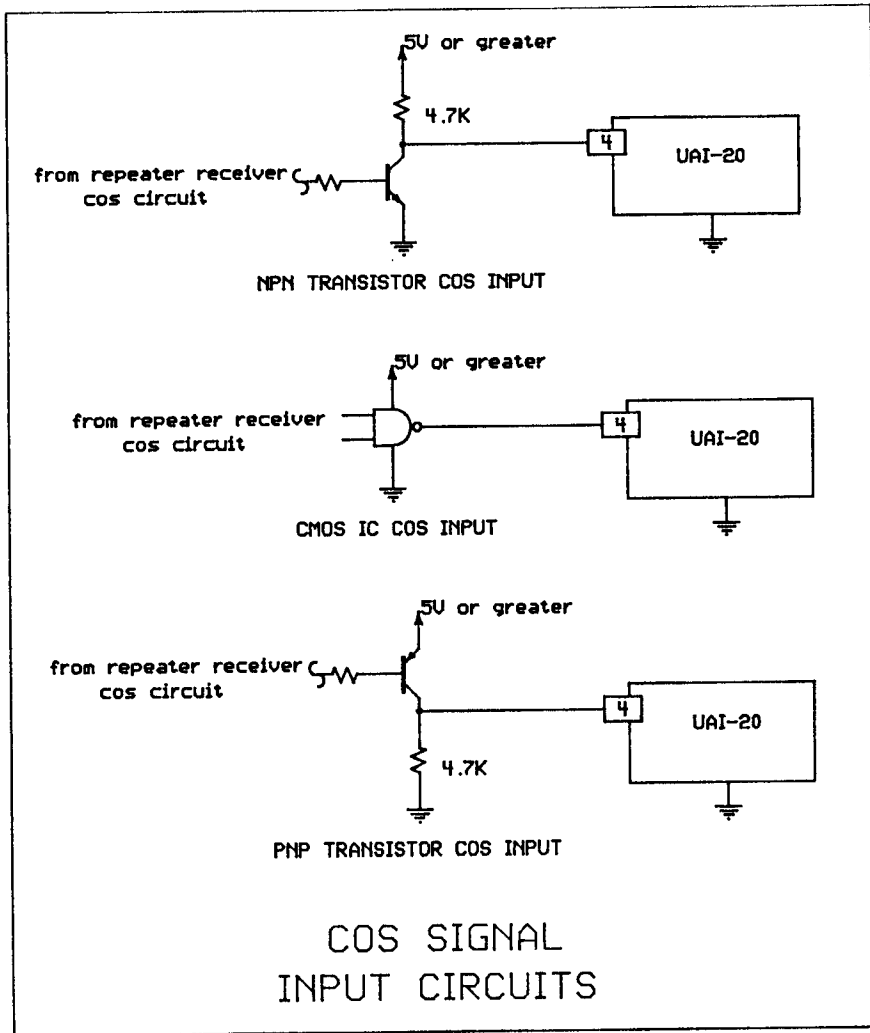 5V or greater
4.7K
4
UAI-20
from repeater receiver
cos circuit
NPN TRANSISTOR COS INPUT
5V or greater
from repeater receiver
cos circuit
4
UAI-20
CMOS IC COS INPUT
5V or greater
from repeater receiver
cos circuit
4
UAI-20
4.7K
PNP TRANSISTOR COS INPUT
COS SIGNAL
INPUT CIRCUITS